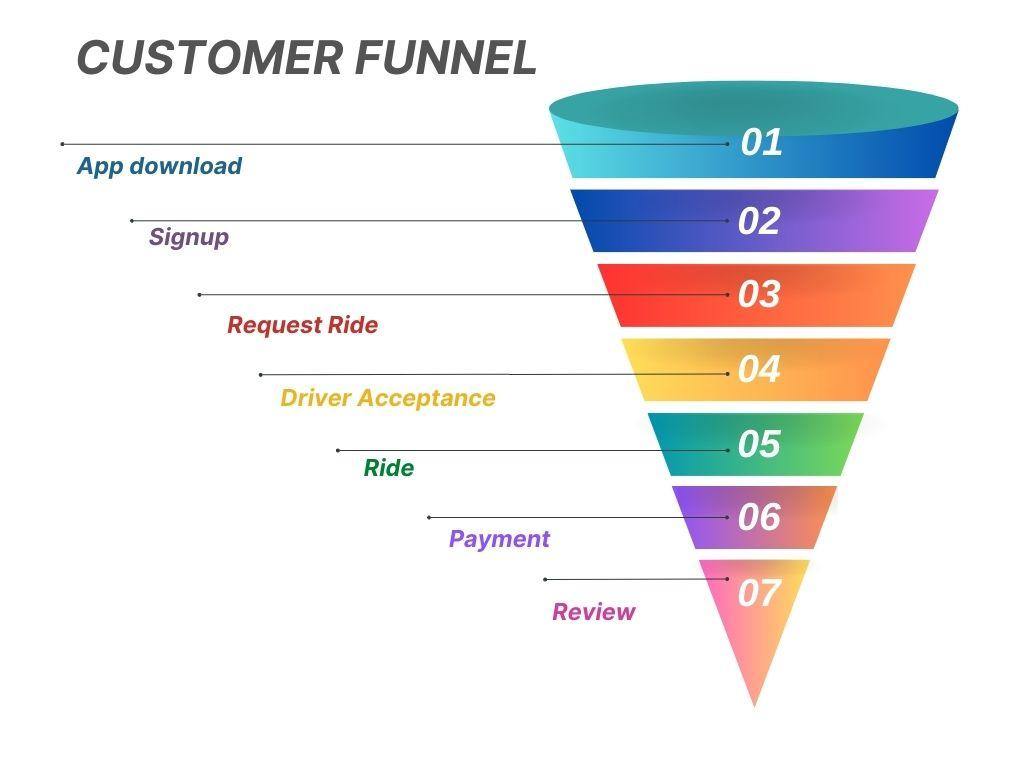 CUSTOMER FUNNEL
01
App download
02
Signup
03
Request Ride
04
Driver Acceptance
05
Ride
06
Payment
07
Review